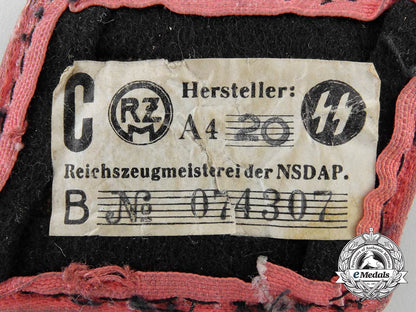 C RZM Hersteller:
A4 20
Reichszeugmeisterei der NSDAP.
B No 074307
eMedals